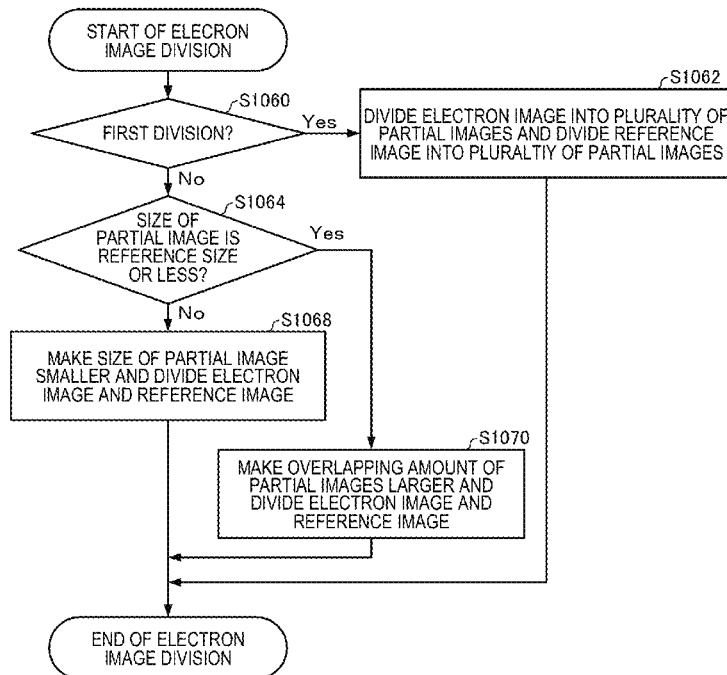 START OF ELECRON
IMAGE DIVISION
S1060
FIRST DIVISION?
Yes
S1062
DIVIDE ELECTRON IMAGE INTO PLURALITY OF
PARTIAL IMAGES AND DIVIDE REFERENCE
IMAGE INTO PLURALTIY OF PARTIAL IMAGES
No
S1064
SIZE OF
PARTIAL IMAGE IS
REFERENCE SIZE
OR LESS?
Yes
No
S1068
MAKE SIZE OF PARTIAL IMAGE
SMALLER AND DIVIDE ELECTRON
IMAGE AND REFERENCE IMAGE
S1070
MAKE OVERLAPPING AMOUNT OF
PARTIAL IMAGES LARGER AND
DIVIDE ELECTRON IMAGE AND
REFERENCE IMAGE
END OF ELECTRON
IMAGE DIVISION